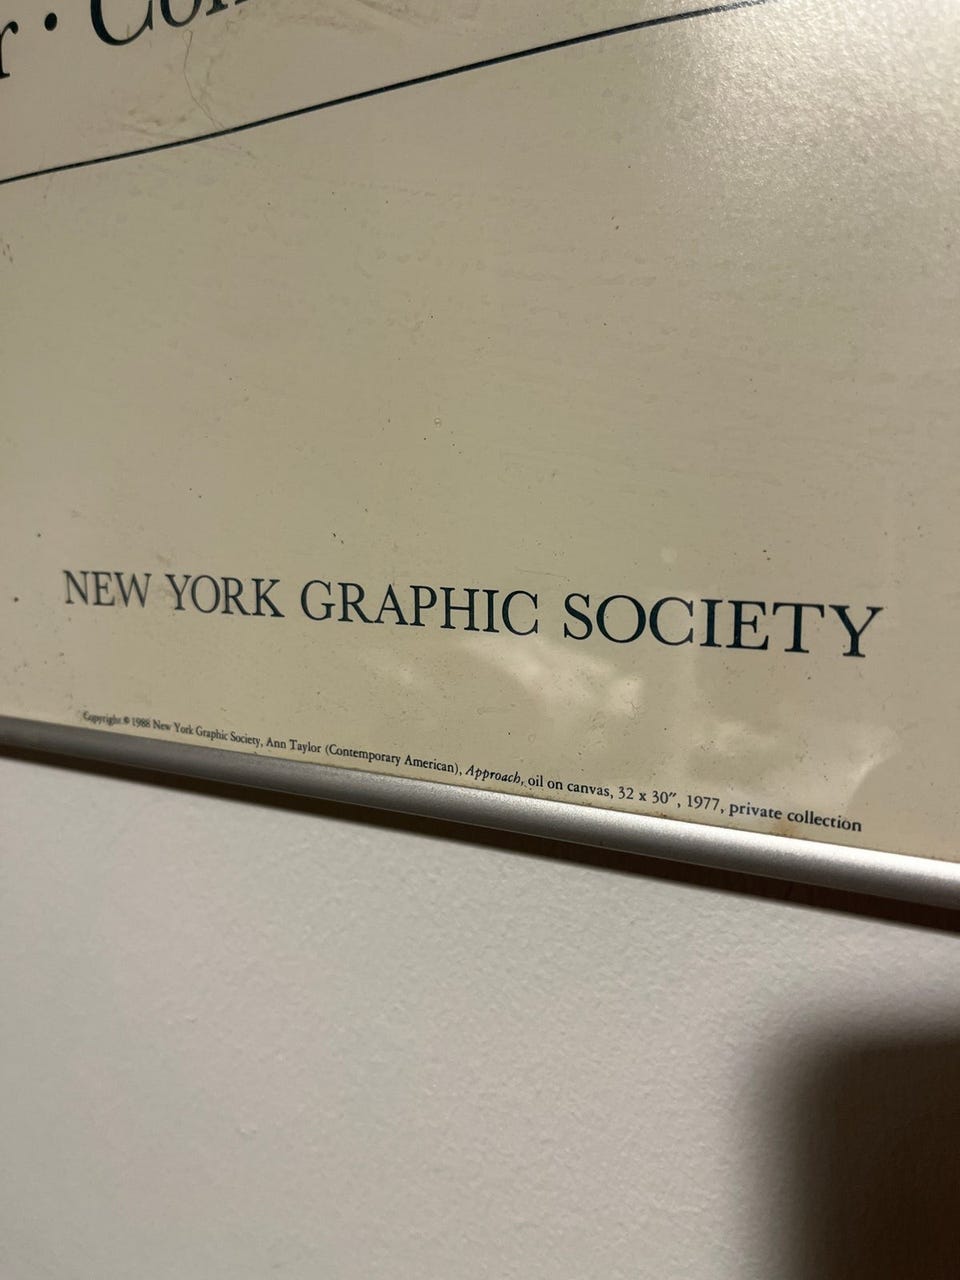 r · Con
NEW YORK GRAPHIC SOCIETY
Copyright © 1988 New York Graphic Society, Ann Taylor (Contemporary American), Approach, oil on canvas, 32 x 30″, 1977, private collection